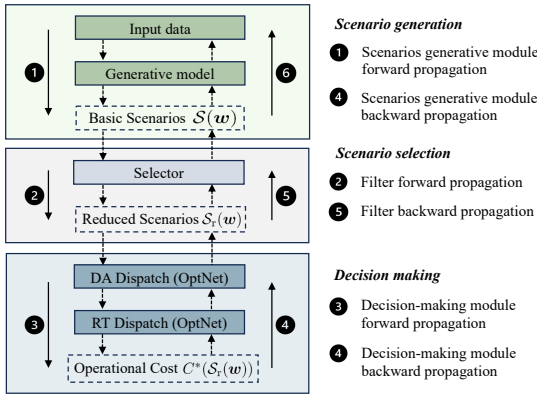 Input data
Generative model
Basic Scenarios S(w)
1
6
Selector
Reduced Scenarios Sr(w)
2
5
DA Dispatch (OptNet)
RT Dispatch (OptNet)
Operational Cost C*(Sr(w))
3
4
Scenario generation
1 Scenarios generative module
forward propagation
4 Scenarios generative module
backward propagation
Scenario selection
2 Filter forward propagation
5 Filter backward propagation
Decision making
3 Decision-making module
forward propagation
4 Decision-making module
backward propagation